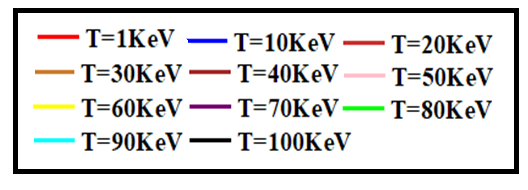 T=1KeV T=10KeV T=20KeV
T=30KeV T=40KeV T=50KeV
T=60KeV T=70KeV T=80KeV
T=90KeV T=100KeV